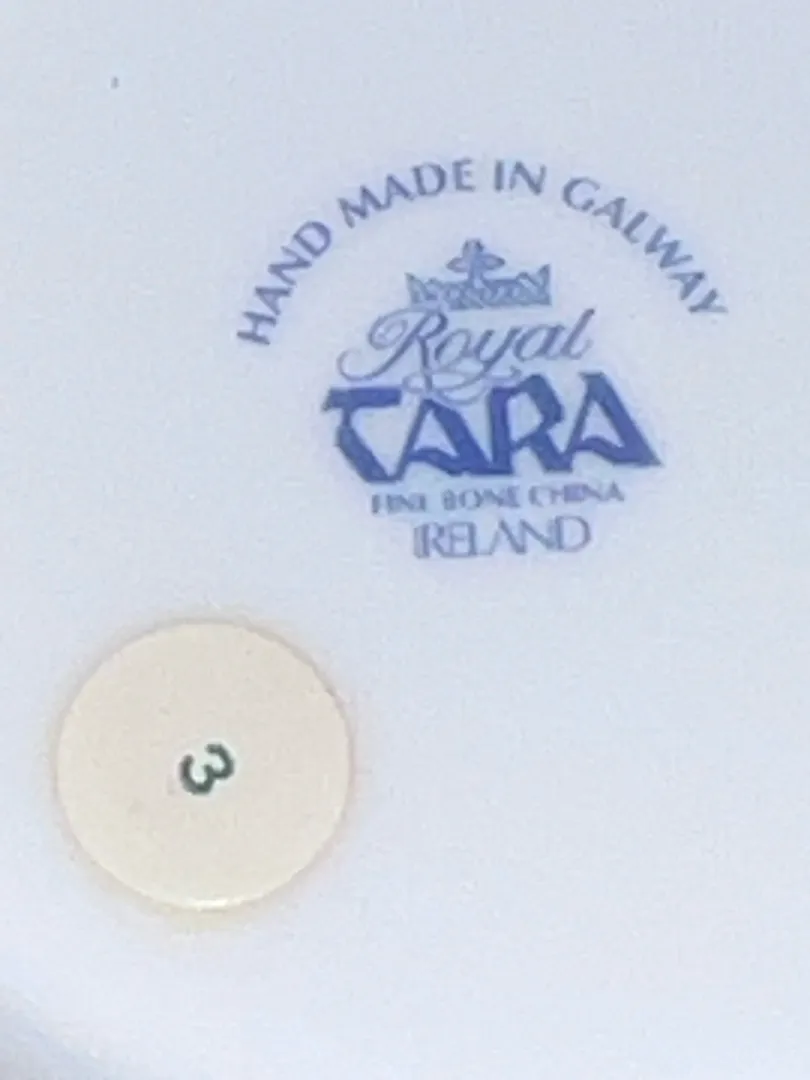 HAND MADE IN GALWAY
Royal
TARA
FINE BONE CHINA
IRELAND
3